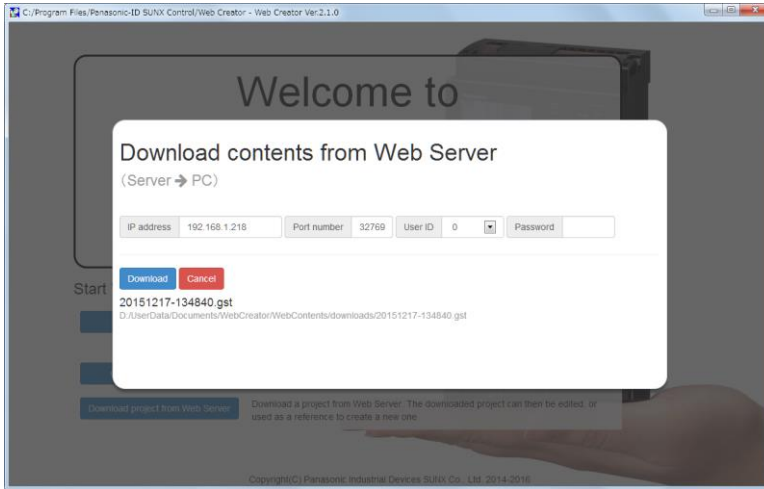 C:/Program Files/Panasonic-ID SUNX Control/Web Creator - Web Creator Ver.2.1.0
Welcome to
Download contents from Web Server
(Server ➔ PC)
IP address 192.168.1.218 Port number 32769 User ID 0 Password
Download Cancel
Start
20151217-134840.gst
D:/UserData/Documents/WebCreator/WebContents/downloads/20151217-134840.gst
Download project from Web Server
Download a project from Web Server. The downloaded project can then be edited, or
used as a reference to create a new one.
Copyright(C) Panasonic Industrial Devices SUNX Co., Ltd. 2014-2016